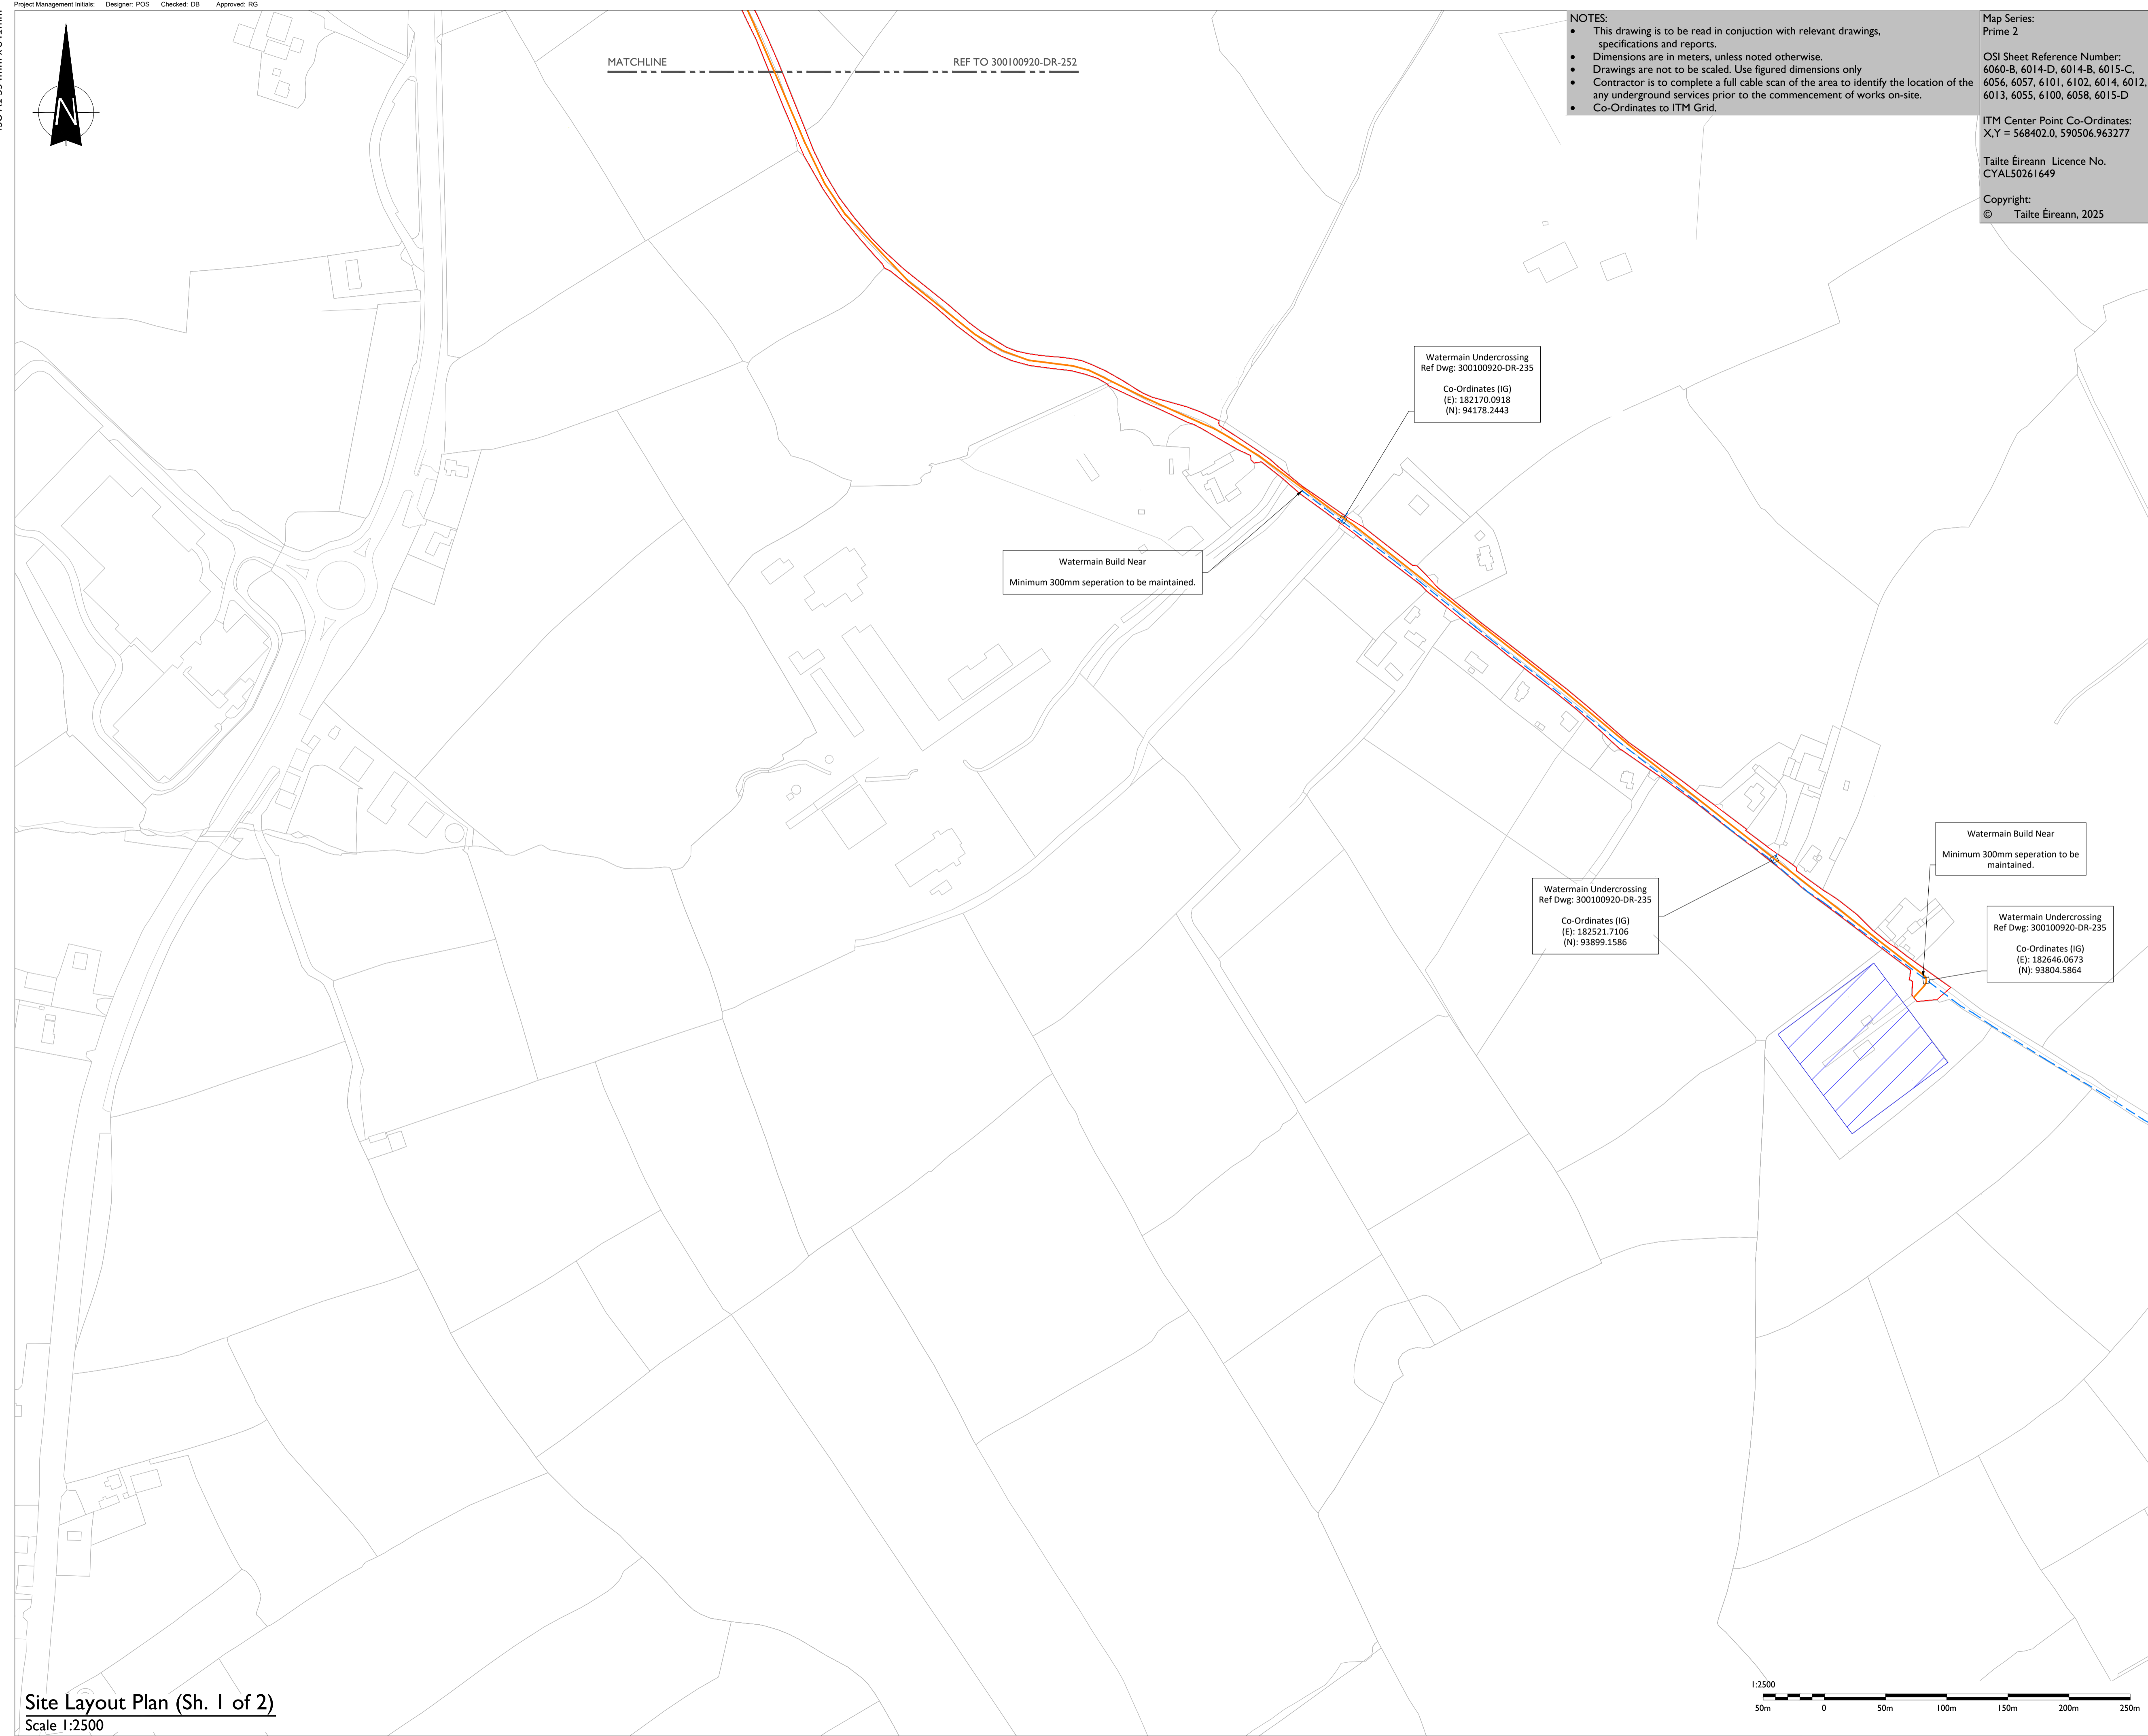 Project Management Initials: Designer: POS Checked: DB Approved: RG
N
MATCHLINE REF TO 300100920-DR-252
NOTES:
• This drawing is to be read in conjuction with relevant drawings,
specifications and reports.
• Dimensions are in meters, unless noted otherwise.
• Drawings are not to be scaled. Use figured dimensions only
• Contractor is to complete a full cable scan of the area to identify the location of the
any underground services prior to the commencement of works on-site.
• Co-Ordinates to ITM Grid.
Map Series:
Prime 2
OSI Sheet Reference Number:
6060-B, 6014-D, 6014-B, 6015-C,
6056, 6057, 6101, 6102, 6014, 6012,
6013, 6055, 6100, 6058, 6015-D
ITM Center Point Co-Ordinates:
X,Y = 568402.0, 590506.963277
Tailte Éireann Licence No.
CYAL50261649
Copyright:
© Tailte Éireann, 2025
Watermain Undercrossing
Ref Dwg: 300100920-DR-235
Co-Ordinates (IG)
(E): 182170.0918
(N): 94178.2443
Watermain Build Near
Minimum 300mm seperation to be maintained.
Watermain Build Near
Minimum 300mm seperation to be
maintained.
Watermain Undercrossing
Ref Dwg: 300100920-DR-235
Co-Ordinates (IG)
(E): 182521.7106
(N): 93899.1586
Watermain Undercrossing
Ref Dwg: 300100920-DR-235
Co-Ordinates (IG)
(E): 182646.0673
(N): 93804.5864
Site Layout Plan (Sh. 1 of 2)
Scale 1:2500
1:2500
50m 0 50m 100m 150m 200m 250m